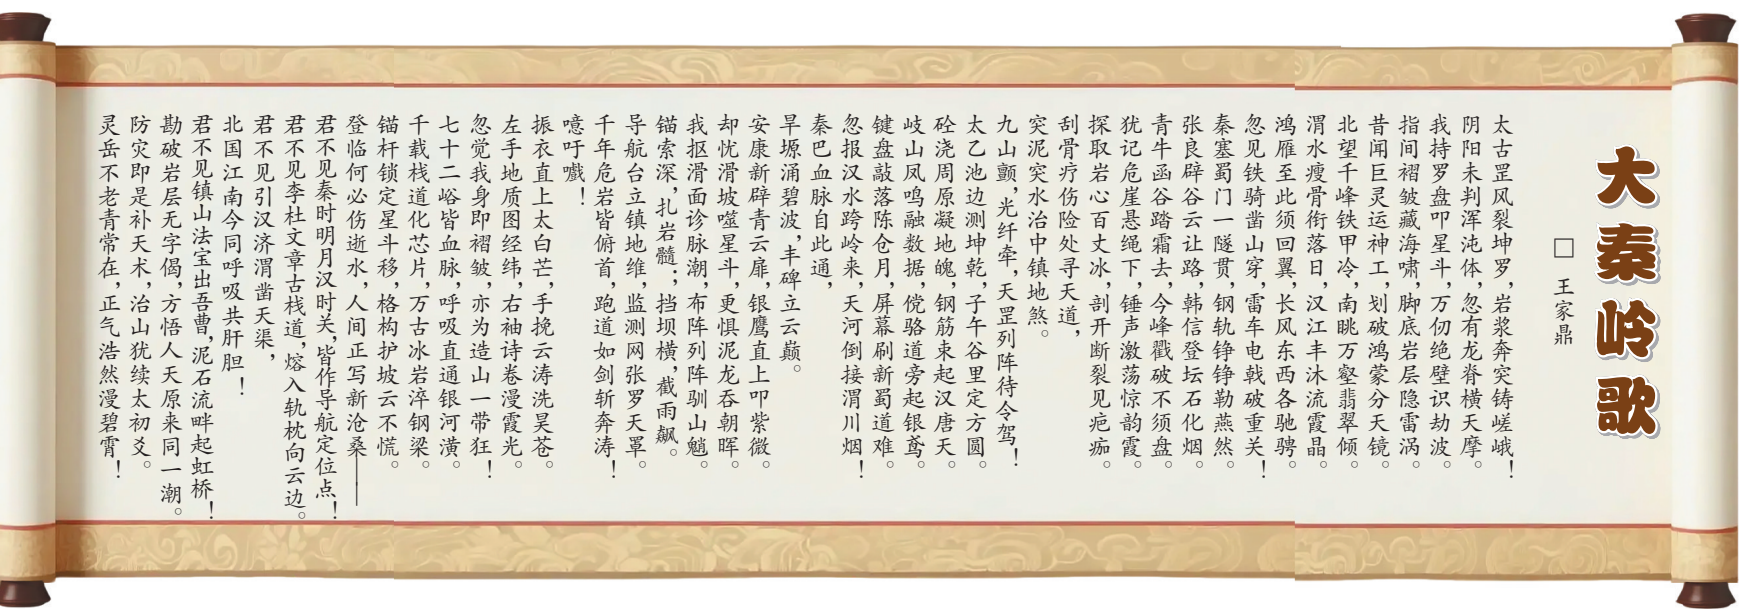 大秦岭歌
□ 王家鼎
太古罡风裂坤罗，岩浆奔突铸嵯峨！
阴阳未判浑沌体，忽有龙脊横天摩。
我持罗盘叩星斗，万仞绝壁识劫波。
指间褶皱藏海啸，脚底岩层隐雷涡。
昔闻巨灵运神工，划破鸿蒙分天镜。
北望千峰铁甲冷，南眺万壑翡翠倾。
渭水瘦骨衔落日，汉江丰沐流霞晶。
鸿雁至此须回翼，长风东西各驰骋。
忽见铁骑凿山穿，雷车电戟破重关！
秦塞蜀门一隧贯，钢轨铮铮勒燕然。
张良辟谷云让路，韩信登坛石化烟。
青牛函谷踏霜去，今峰戳破不须盘。
犹记危崖悬绳下，锤声激荡惊韵霞。
探取岩心百丈冰，剖开断裂见疤痂。
刮骨疗伤险处寻天道，
突泥突水治中镇地煞。
九山颤，光纤牵，天罡列阵待令驾！
太乙池边测坤乾，子午谷里定方圆。
砼浇周原凝地魄，钢筋束起汉唐天。
岐山凤鸣融数据，傥骆道旁起银鸢。
键盘敲落陈仓月，屏幕刷新蜀道难。
忽报汉水跨岭来，天河倒接渭川烟！
秦巴血脉自此通，
旱塬涌碧波，丰碑立云巅。
安康新辟青云扉，银鹰直上叩紫微。
却忧滑坡噬星斗，更惧泥龙吞朝晖。
我抠滑面诊脉潮，布阵列阵驯山魈。
锚索深，扎岩髓；挡坝横，截雨飙。
导航台立镇地维，监测网张罗天罩。
千年危岩皆俯首，跑道如剑斩奔涛！
噫吁嚱！
振衣直上太白芒，手挽云涛洗昊苍。
左手地质图经纬，右袖诗卷漫霞光。
忽觉我身即褶皱，亦为造山一带狂！
七十二峪皆血脉，呼吸直通银河潢。
千载栈道化芯片，万古冰岩淬钢梁。
锚杆锁定星斗移，格构护坡云不慌。
登临何必伤逝水，人间正写新沧桑——
君不见秦时明月汉时关，皆作导航定位点！
君不见李杜文章古栈道，熔入轨枕向云边。
君不见引汉济渭凿天渠，
北国江南今同呼吸共肝胆！
君不见镇山法宝出吾曹，泥石流畔起虹桥！
勘破岩层无字偈，方悟人天原来同一潮。
防灾即是补天术，治山犹续太初爻。
灵岳不老青常在，正气浩然漫碧霄！